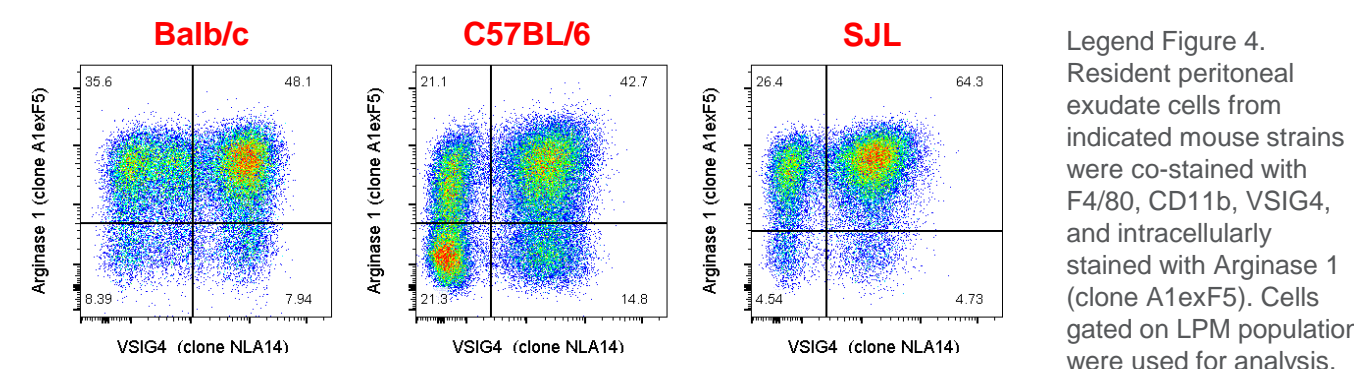 Balb/c
C57BL/6
SJL
35.6
48.1
8.39
7.94
Arginase 1 (clone A1exF5)
VSIG4 (clone NLA14)
21.1
42.7
21.3
14.8
Arginase 1 (clone A1exF5)
VSIG4 (clone NLA14)
26.4
64.3
4.54
4.73
Arginase 1 (clone A1exF5)
VSIG4 (clone NLA14)
Legend Figure 4.
Resident peritoneal
exudate cells from
indicated mouse strains
were co-stained with
F4/80, CD11b, VSIG4,
and intracellularly
stained with Arginase 1
(clone A1exF5). Cells
gated on LPM population
were used for analysis.